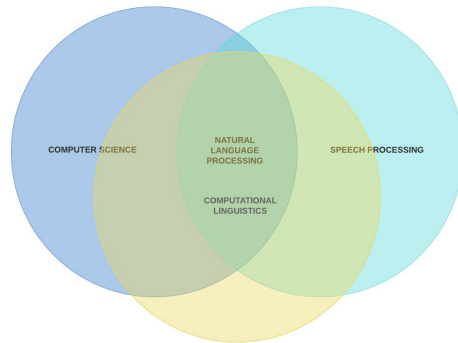 NATURAL
LANGUAGE
PROCESSING
COMPUTER SCIENCE
SPEECH PROCESSING
COMPUTATIONAL
LINGUISTICS